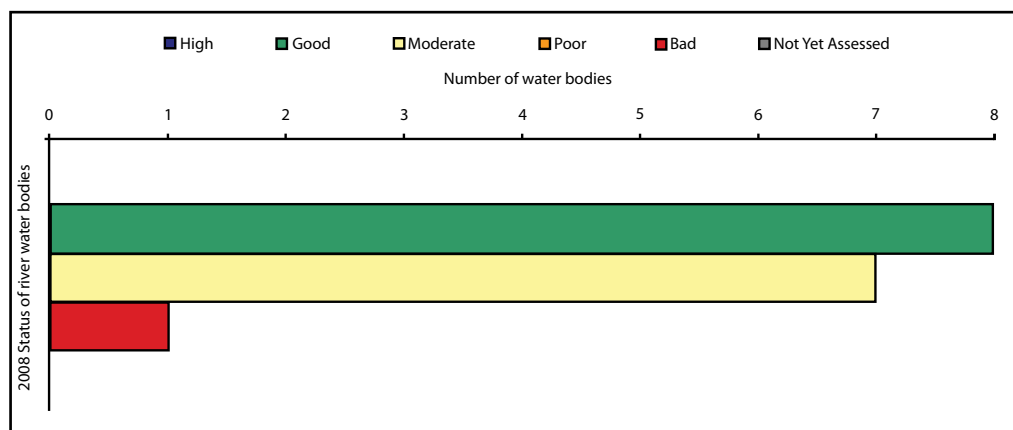 High Good Moderate Poor Bad Not Yet Assessed
Number of water bodies
0 1 2 3 4 5 6 7 8
2008 Status of river water bodies